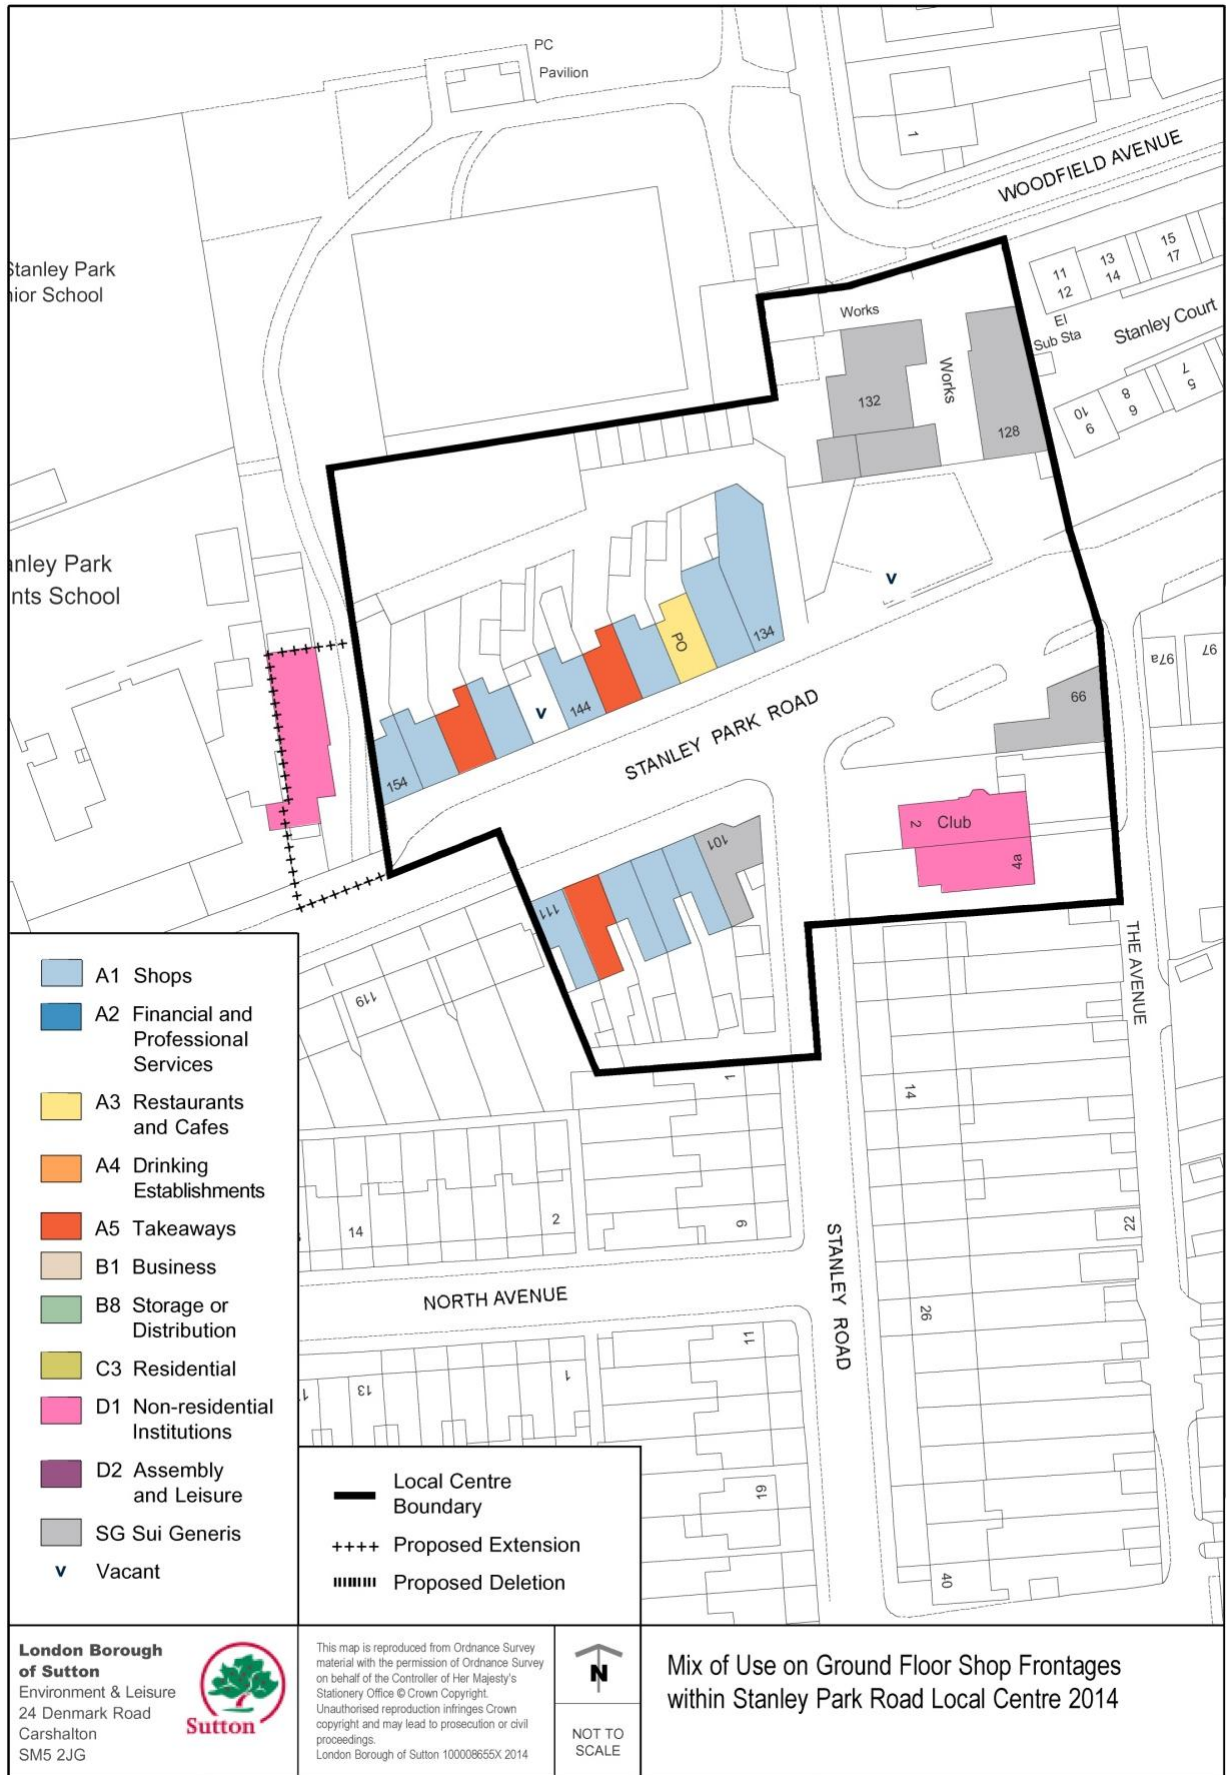 PC
Pavilion
1
WOODFIELD AVENUE
Stanley Park
nior School
11
12
13
14
15
17
El
Sub Sta
Stanley Court
Works
Works
132
128
10
9
8
6
7
5
anley Park
nts School
V
PO
134
144
V
154
STANLEY PARK ROAD
97a
97
66
2 Club
4a
101
111
119
THE AVENUE
1
14
14
2
9
22
STANLEY ROAD
NORTH AVENUE
26
11
13
1
19
40
A1 Shops
A2 Financial and
Professional
Services
A3 Restaurants
and Cafes
A4 Drinking
Establishments
A5 Takeaways
B1 Business
B8 Storage or
Distribution
C3 Residential
D1 Non-residential
Institutions
D2 Assembly
and Leisure
SG Sui Generis
V Vacant
Local Centre
Boundary
++++ Proposed Extension
Proposed Deletion
London Borough
of Sutton
Environment & Leisure
24 Denmark Road
Carshalton
SM5 2JG
Sutton
This map is reproduced from Ordnance Survey
material with the permission of Ordnance Survey
on behalf of the Controller of Her Majesty's
Stationery Office © Crown Copyright.
Unauthorised reproduction infringes Crown
copyright and may lead to prosecution or civil
proceedings.
London Borough of Sutton 100008655X 2014
N
NOT TO
SCALE
Mix of Use on Ground Floor Shop Frontages
within Stanley Park Road Local Centre 2014